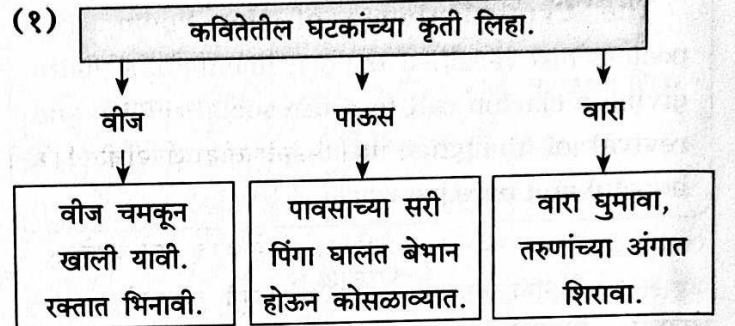 (१) कवितेतील घटकांच्या कृती लिहा.
वीज पाऊस वारा
वीज चमकून
खाली यावी.
रक्तात भिनावी.
पावसाच्या सरी
पिंगा घालत बेभान
होऊन कोसळाव्यात.
वारा घुमावा,
तरुणांच्या अंगात
शिरावा.